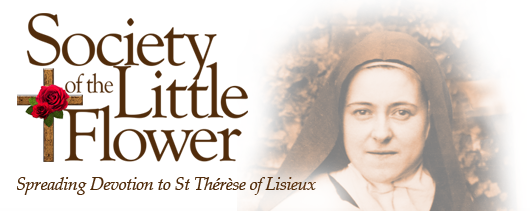 Society
of the Little
Flower
Spreading Devotion to St Thérèse of Lisieux